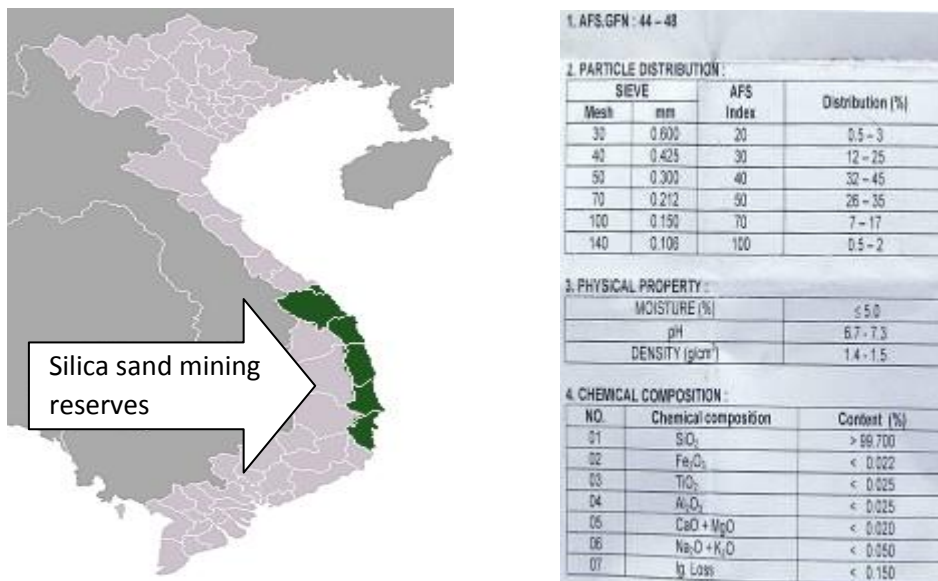 Silica sand mining
reserves
1. AFS.GFN : 44 – 48
2. PARTICLE DISTRIBUTION :
SIEVE AFS Distribution (%)
Mesh mm Index
30 0.600 20 0.5 – 3
40 0.425 30 12 – 25
50 0.300 40 32 – 45
70 0.212 50 26 – 35
100 0.150 70 7 – 17
140 0.106 100 0.5 – 2
3. PHYSICAL PROPERTY :
MOISTURE (%) ≤ 5.0
pH 6.7 - 7.3
DENSITY (g/cm³) 1.4 - 1.5
4. CHEMICAL COMPOSITION :
NO. Chemical composition Content (%)
01 SiO₂ > 99.700
02 Fe₂O₃ < 0.022
03 TiO₂ < 0.025
04 Al₂O₃ < 0.025
05 CaO + MgO < 0.020
06 Na₂O + K₂O < 0.050
07 Ig. Loss < 0.150